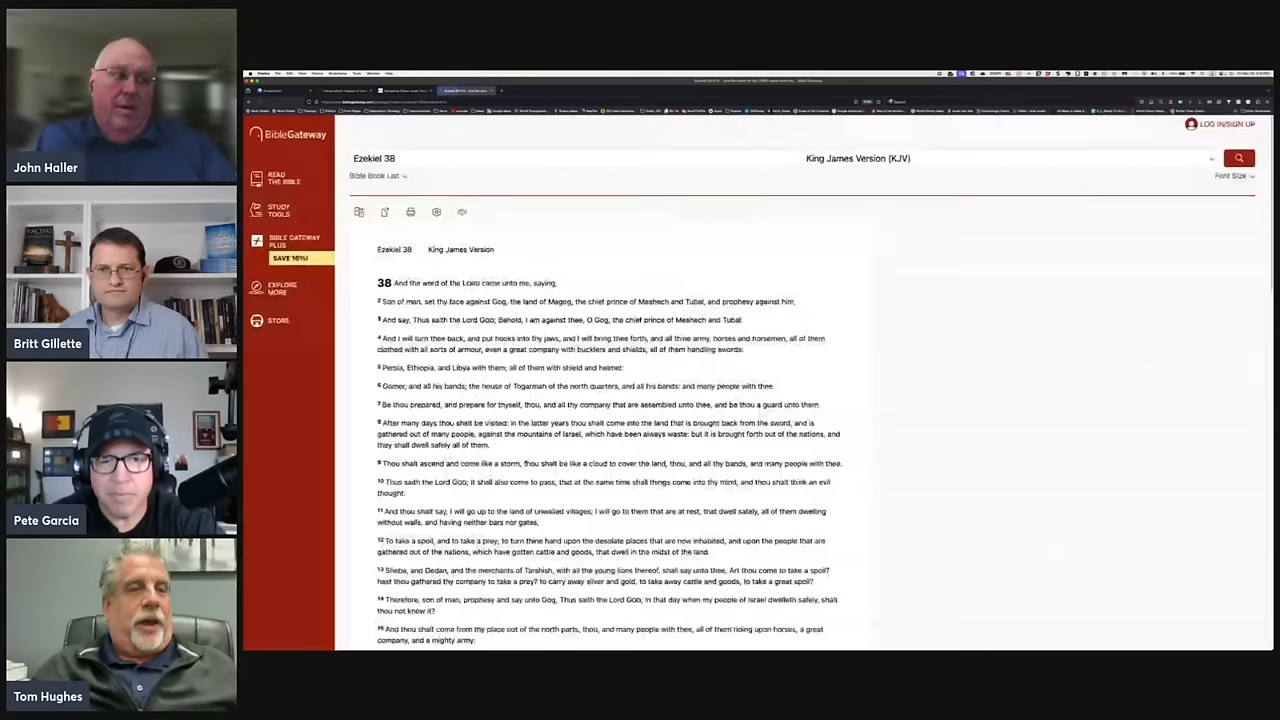 John Haller
RACING
Britt Gillette
Pete Garcia
Tom Hughes
BibleGateway
LOG IN/SIGN UP
READ
THE BIBLE
STUDY
TOOLS
BIBLE GATEWAY
PLUS
SAVE 16%!
EXPLORE
MORE
STORE
Ezekiel 38
King James Version (KJV)
Bible Book List
Font Size
Ezekiel 38 King James Version
38 And the word of the LORD came unto me, saying,
2 Son of man, set thy face against Gog, the land of Magog, the chief prince of Meshech and Tubal, and prophesy against him,
3 And say, Thus saith the Lord GOD; Behold, I am against thee, O Gog, the chief prince of Meshech and Tubal:
4 And I will turn thee back, and put hooks into thy jaws, and I will bring thee forth, and all thine army, horses and horsemen, all of them
clothed with all sorts of armour, even a great company with bucklers and shields, all of them handling swords:
5 Persia, Ethiopia, and Libya with them; all of them with shield and helmet:
6 Gomer, and all his bands; the house of Togarmah of the north quarters, and all his bands: and many people with thee.
7 Be thou prepared, and prepare for thyself, thou, and all thy company that are assembled unto thee, and be thou a guard unto them.
8 After many days thou shalt be visited: in the latter years thou shalt come into the land that is brought back from the sword, and is
gathered out of many people, against the mountains of Israel, which have been always waste: but it is brought forth out of the nations, and
they shall dwell safely all of them.
9 Thou shalt ascend and come like a storm, thou shalt be like a cloud to cover the land, thou, and all thy bands, and many people with thee.
10 Thus saith the Lord GOD; It shall also come to pass, that at the same time shall things come into thy mind, and thou shalt think an evil
thought:
11 And thou shalt say, I will go up to the land of unwalled villages; I will go to them that are at rest, that dwell safely, all of them dwelling
without walls, and having neither bars nor gates,
12 To take a spoil, and to take a prey; to turn thine hand upon the desolate places that are now inhabited, and upon the people that are
gathered out of the nations, which have gotten cattle and goods, that dwell in the midst of the land.
13 Sheba, and Dedan, and the merchants of Tarshish, with all the young lions thereof, shall say unto thee, Art thou come to take a spoil?
hast thou gathered thy company to take a prey? to carry away silver and gold, to take away cattle and goods, to take a great spoil?
14 Therefore, son of man, prophesy and say unto Gog, Thus saith the Lord GOD; In that day when my people of Israel dwelleth safely, shalt
thou not know it?
15 And thou shalt come from thy place out of the north parts, thou, and many people with thee, all of them riding upon horses, a great
company, and a mighty army: